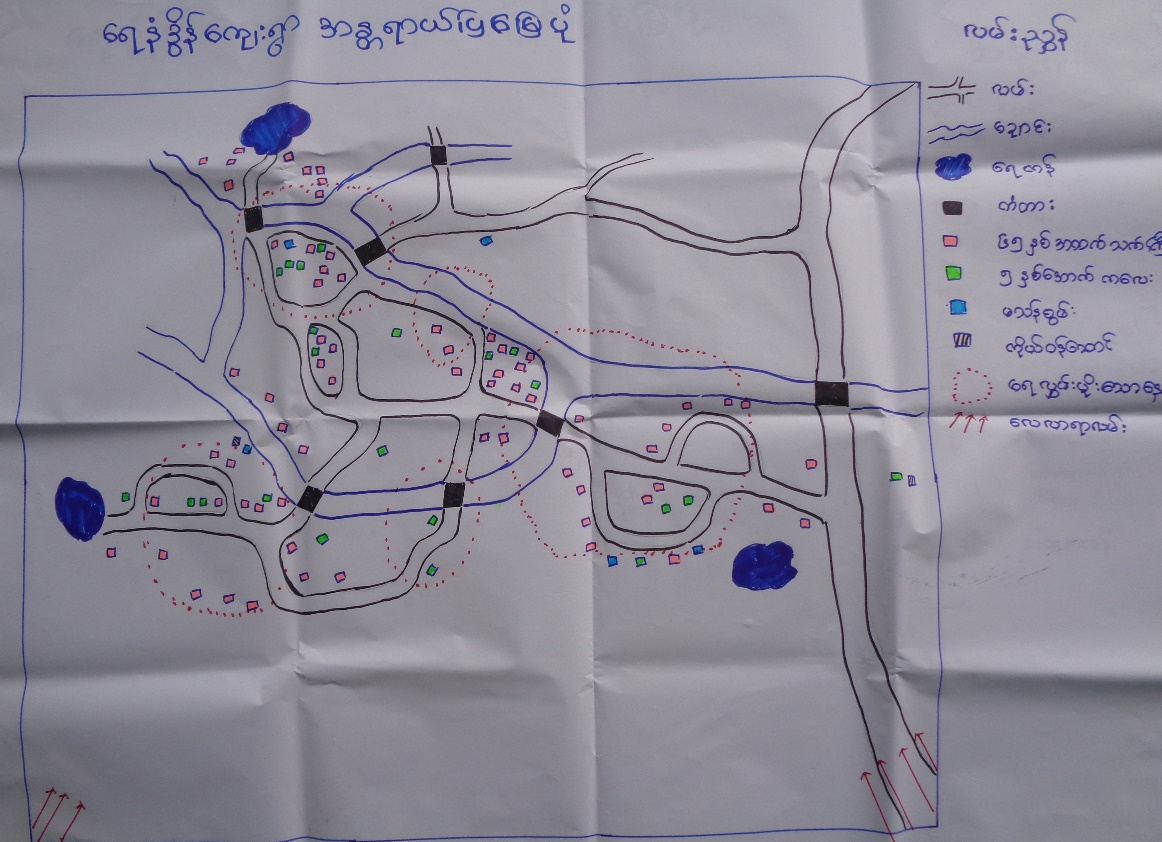 ရေနံဒွိန်ကျေးရွာ အန္တရာယ်ပြမြေပုံ
လမ်းညွှန်
လမ်း
ချောင်း
ရေကန်
တံတား
၆၅ နှစ် အထက် သက်ကြီး
၅ နှစ်အောက် ကလေး
မသန်စွမ်း
ကိုယ်ဝန်ဆောင်
ရေလွှမ်းမိုးသောနေ
လေလာရာလမ်း